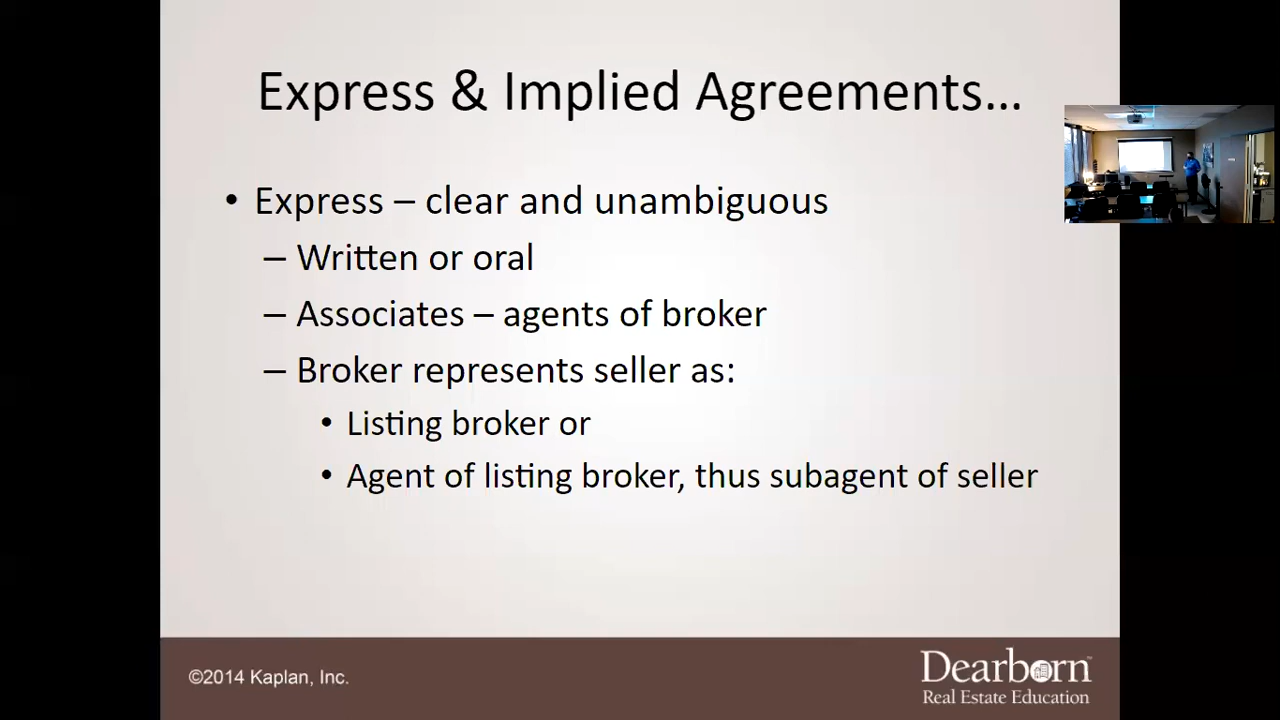 Express & Implied Agreements…
• Express – clear and unambiguous
– Written or oral
– Associates – agents of broker
– Broker represents seller as:
• Listing broker or
• Agent of listing broker, thus subagent of seller
©2014 Kaplan, Inc.
Dearborn™
Real Estate Education